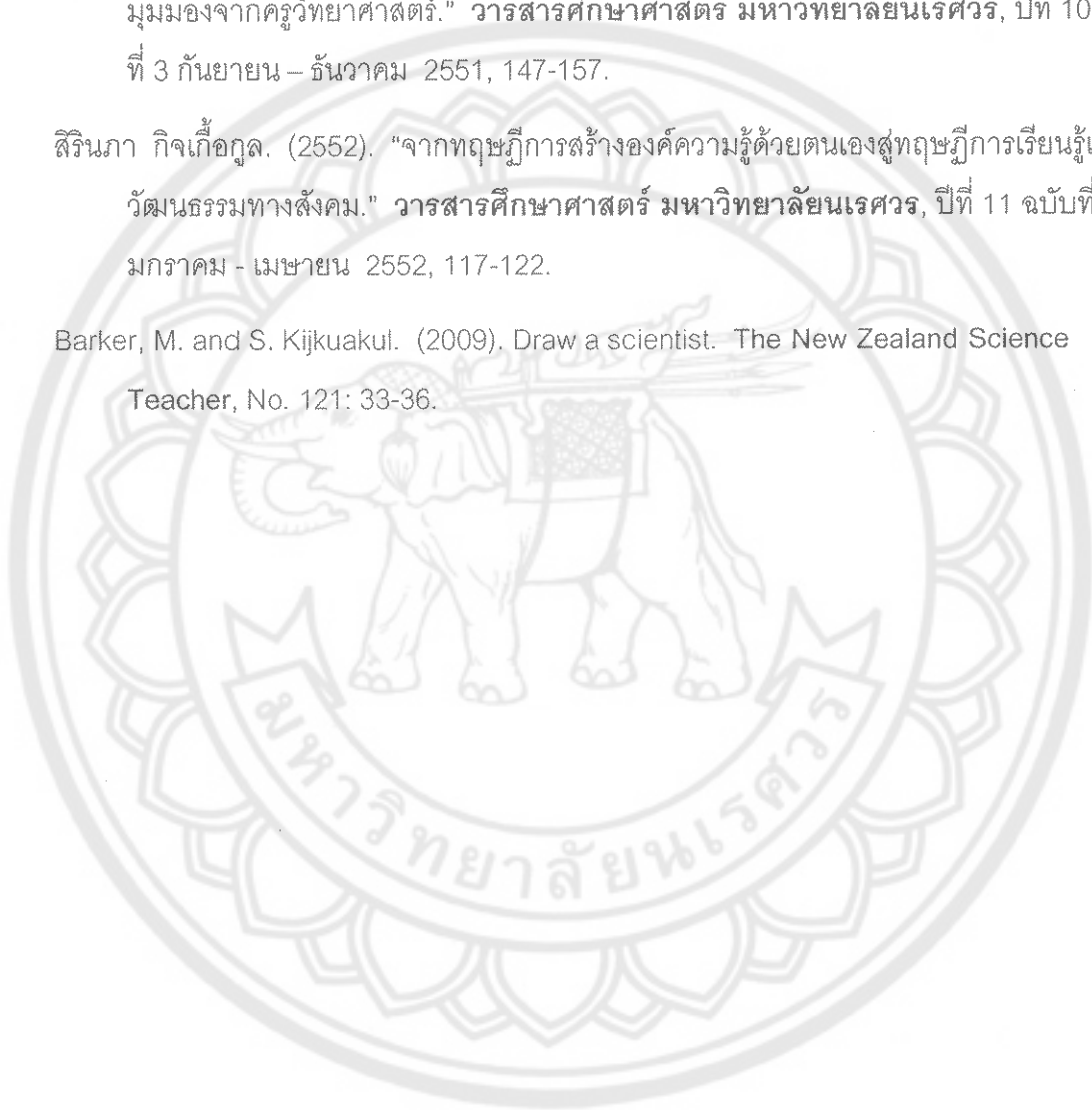 มุมมองจากครูวิทยาศาสตร์." วารสารศึกษาศาสตร์ มหาวิทยาลัยนเรศวร, ปีที่ 10
ที่ 3 กันยายน – ธันวาคม 2551, 147-157.
สิรินภา กิจเกื้อกูล. (2552). "จากทฤษฎีการสร้างองค์ความรู้ด้วยตนเองสู่ทฤษฎีการเรียนรู้
วัฒนธรรมทางสังคม." วารสารศึกษาศาสตร์ มหาวิทยาลัยนเรศวร, ปีที่ 11 ฉบับที่
มกราคม - เมษายน 2552, 117-122.
Barker, M. and S. Kijkuakul. (2009). Draw a scientist. The New Zealand Science
Teacher, No. 121: 33-36.
มหาวิทยาลัยนเรศวร